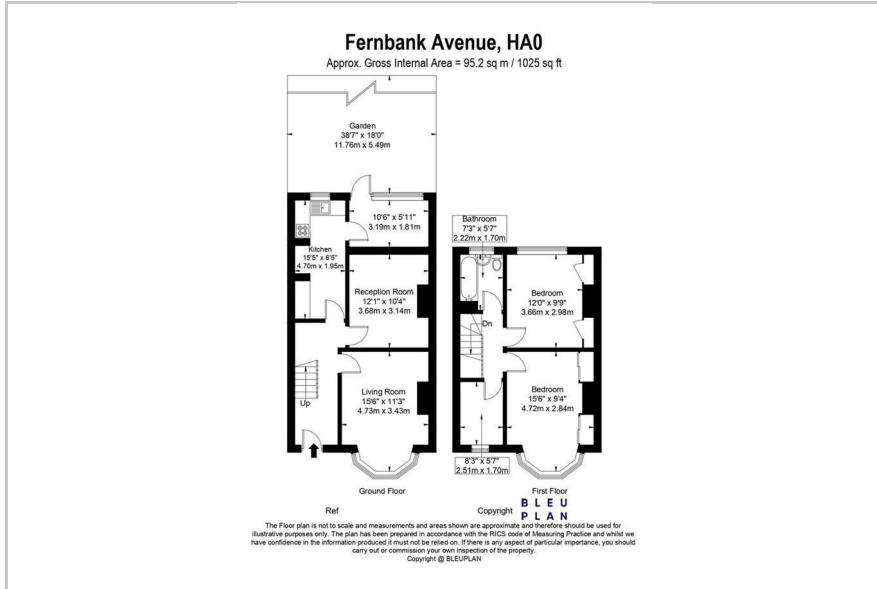 Fernbank Avenue, HA0
Approx. Gross Internal Area = 95.2 sq m / 1025 sq ft
Garden
38'7" x 18'0"
11.76m x 5.49m
10'6" x 5'11"
3.19m x 1.81m
Kitchen
15'5" x 6'5"
4.70m x 1.95m
Reception Room
12'1" x 10'4"
3.68m x 3.14m
Living Room
15'6" x 11'3"
4.73m x 3.43m
Up
Ground Floor
Bathroom
7'3" x 5'7"
2.22m x 1.70m
Bedroom
12'0" x 9'9"
3.66m x 2.98m
Dn
Bedroom
15'6" x 9'4"
4.72m x 2.84m
8'3" x 5'7"
2.51m x 1.70m
First Floor
Ref
Copyright
BLEU
PLAN
The Floor plan is not to scale and measurements and areas shown are approximate and therefore should be used for
illustrative purposes only. The plan has been prepared in accordance with the RICS code of Measuring Practice and whilst we
have confidence in the information produced it must not be relied on. If there is any aspect of particular importance, you should
carry out or commission your own inspection of the property.
Copyright @ BLEUPLAN